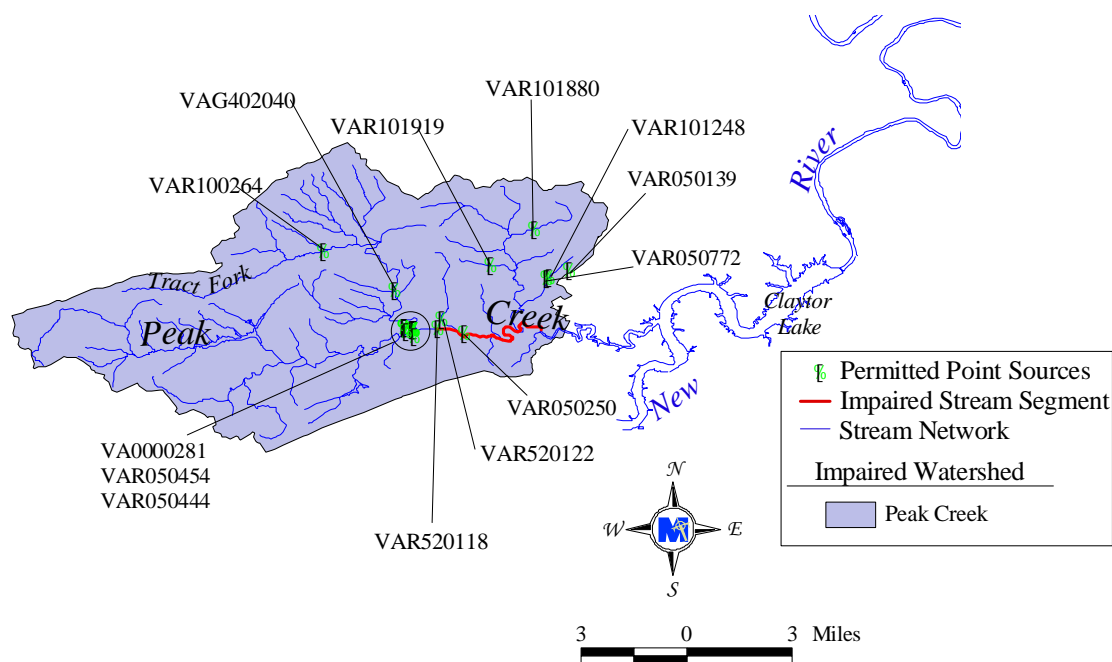 VAR101880
VAG402040
VAR101919
VAR101248
VAR050139
VAR100264
VAR050772
River
Tract Fork
Claytor
Lake
Peak
Creek
New
VAR050250
VAR520122
VA0000281
VAR050454
VAR050444
VAR520118
Permitted Point Sources
Impaired Stream Segment
Stream Network
Impaired Watershed
Peak Creek
N
W
M
E
S
3 0 3 Miles